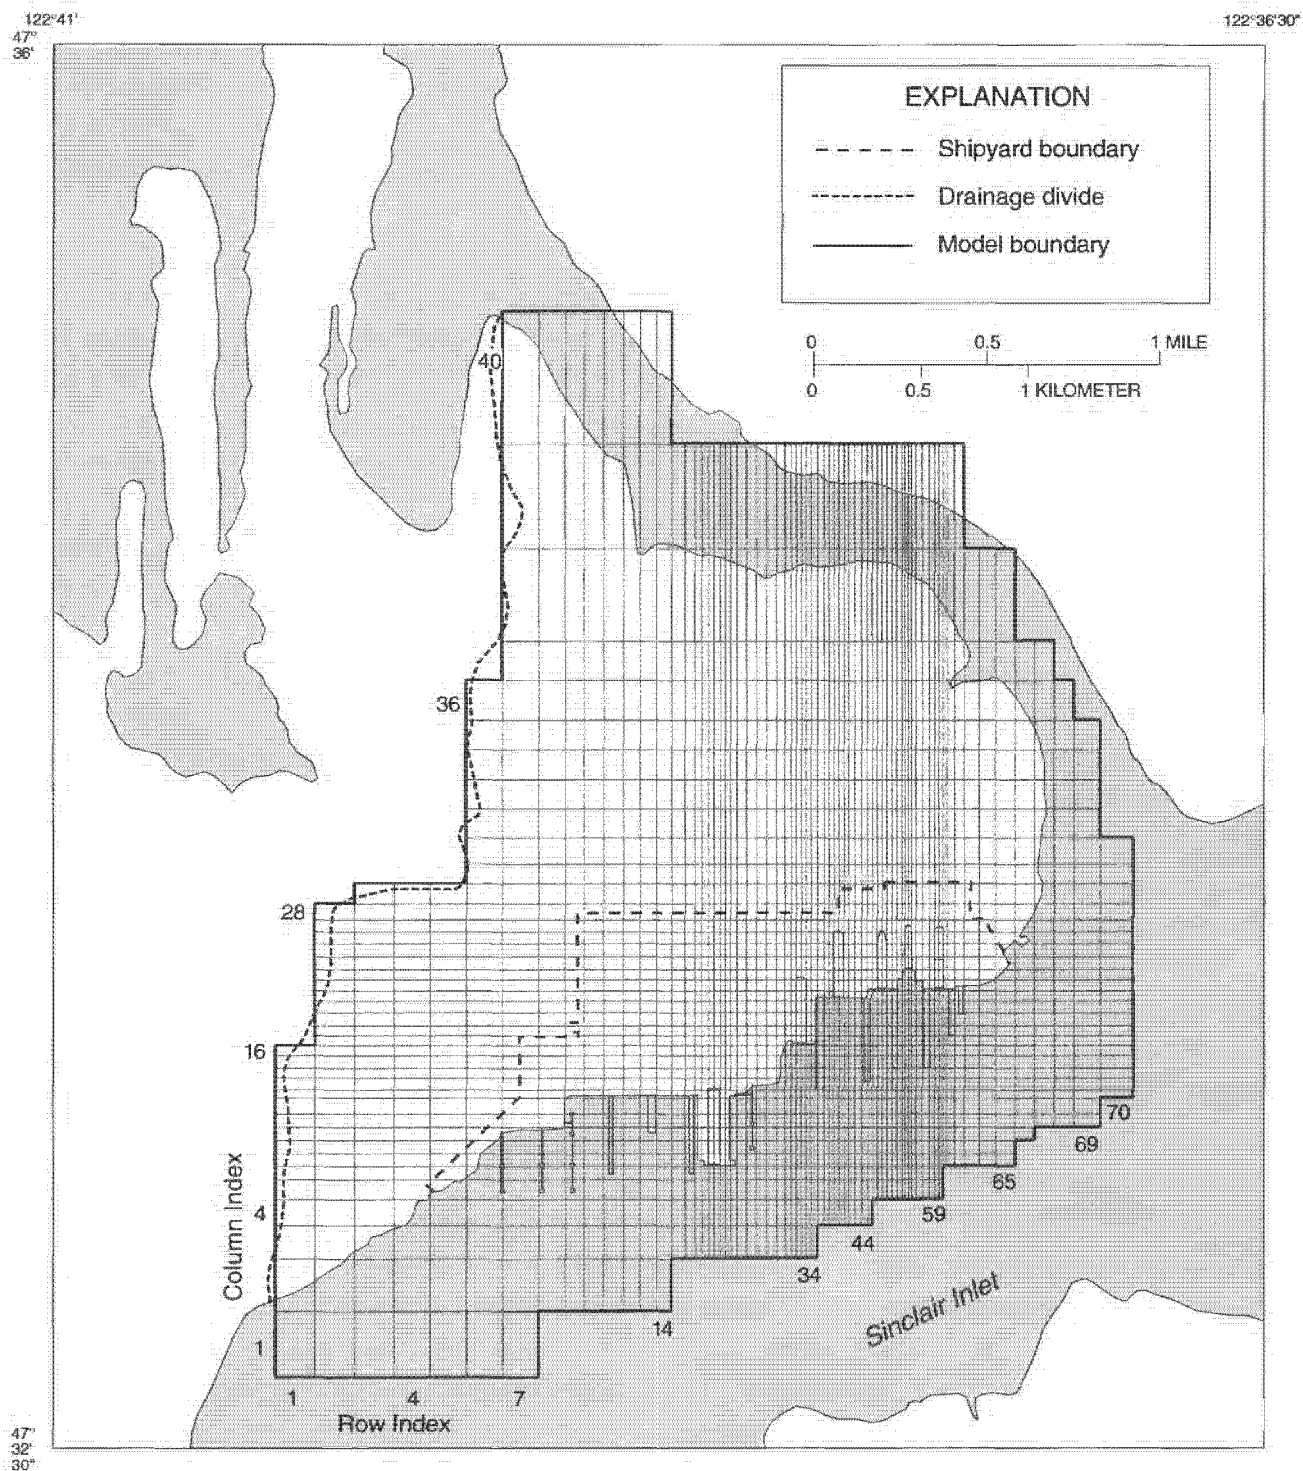 122°41'
122°36'30"
47°
36'
EXPLANATION
Shipyard boundary
Drainage divide
Model boundary
0 0.5 1 MILE
0 0.5 1 KILOMETER
40
36
28
16
4
1
Column Index
70
69
65
59
44
34
14
Sinclair Inlet
1 4 7
Row Index
47°
32'
30"